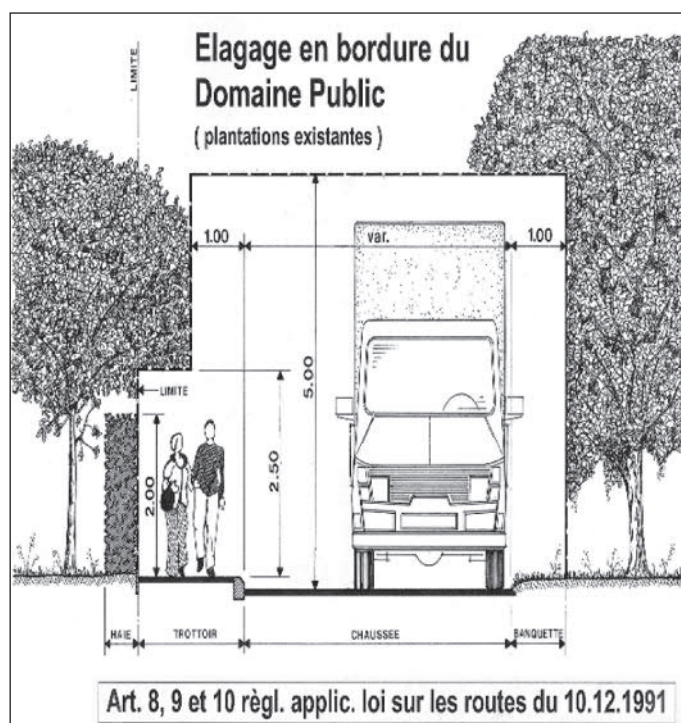 Elagage en bordure du
Domaine Public
( plantations existantes )
LIMITE
1.00
var.
1.00
LIMITE
5.00
2.50
2.00
HAIE
TROTTOIR
CHAUSSÉE
BANQUETTE
Art. 8, 9 et 10 règl. applic. loi sur les routes du 10.12.1991